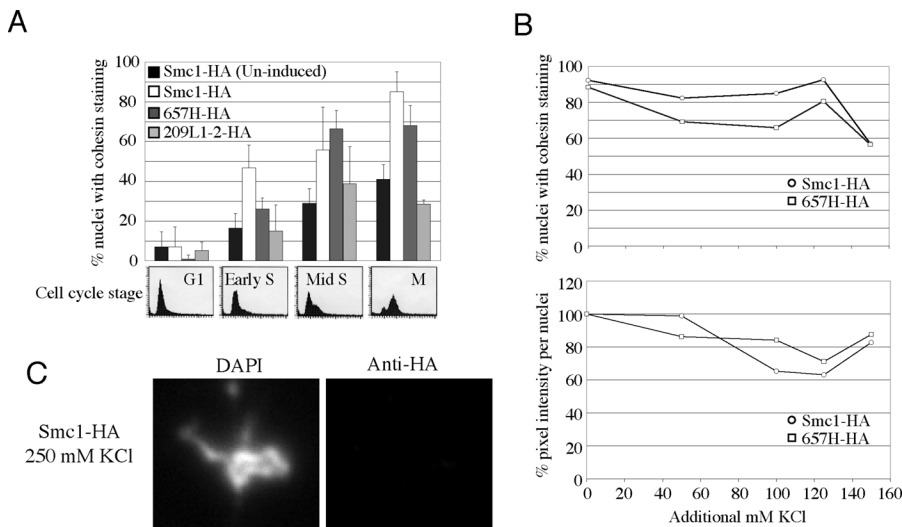 A
% nuclei with cohesin staining
100
80
60
40
20
0
Smc1-HA (Un-induced)
Smc1-HA
657H-HA
209L1-2-HA
Cell cycle stage
G1
Early S
Mid S
M
B
% nuclei with cohesin staining
100
90
80
60
40
20
0
Smc1-HA
657H-HA
% pixel intensity per nuclei
120
100
80
60
40
20
0
Smc1-HA
657H-HA
0 20 40 60 80 100 120 140 160
Additional mM KCl
C
DAPI
Anti-HA
Smc1-HA
250 mM KCl